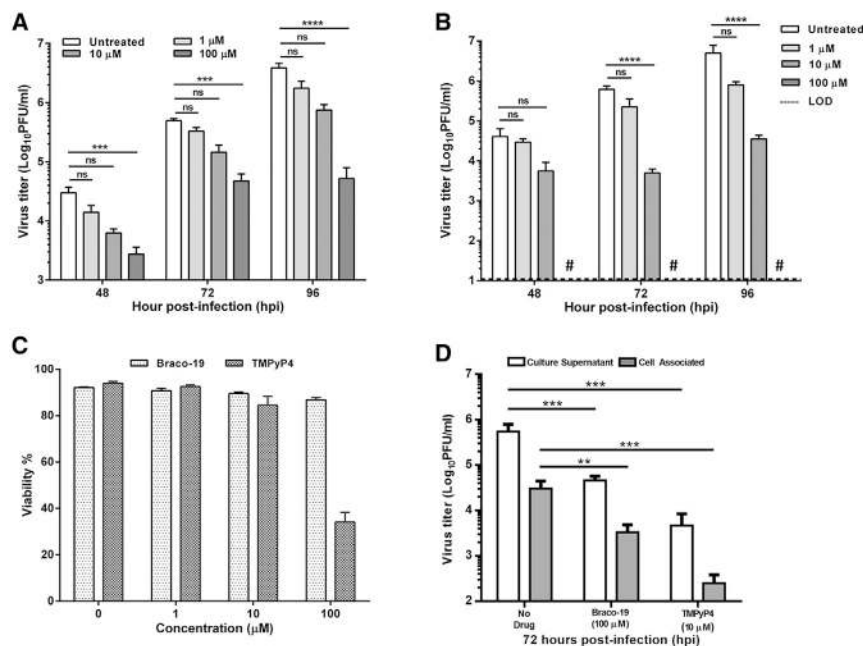 A
Untreated
1 μM
10 μM
100 μM
Virus titer (Log10PFU/ml)
7
6
5
4
3
***
ns
ns
***
ns
ns
****
ns
ns
48
72
96
Hour post-infection (hpi)
B
Untreated
1 μM
10 μM
100 μM
LOD
Virus titer (Log10PFU/ml)
7
6
5
4
3
2
1
ns
ns
#
****
ns
#
****
ns
#
48
72
96
Hour post-infection (hpi)
C
Braco-19
TMPyP4
Viability %
100
80
60
40
20
0
0
1
10
100
Concentration (μM)
D
Culture Supernatant
Cell Associated
Virus titer (Log10PFU/ml)
7
6
5
4
3
2
***
***
***
**
No Drug
Braco-19 (100 μM)
TMPyP4 (10 μM)
72 hours post-infection (hpi)